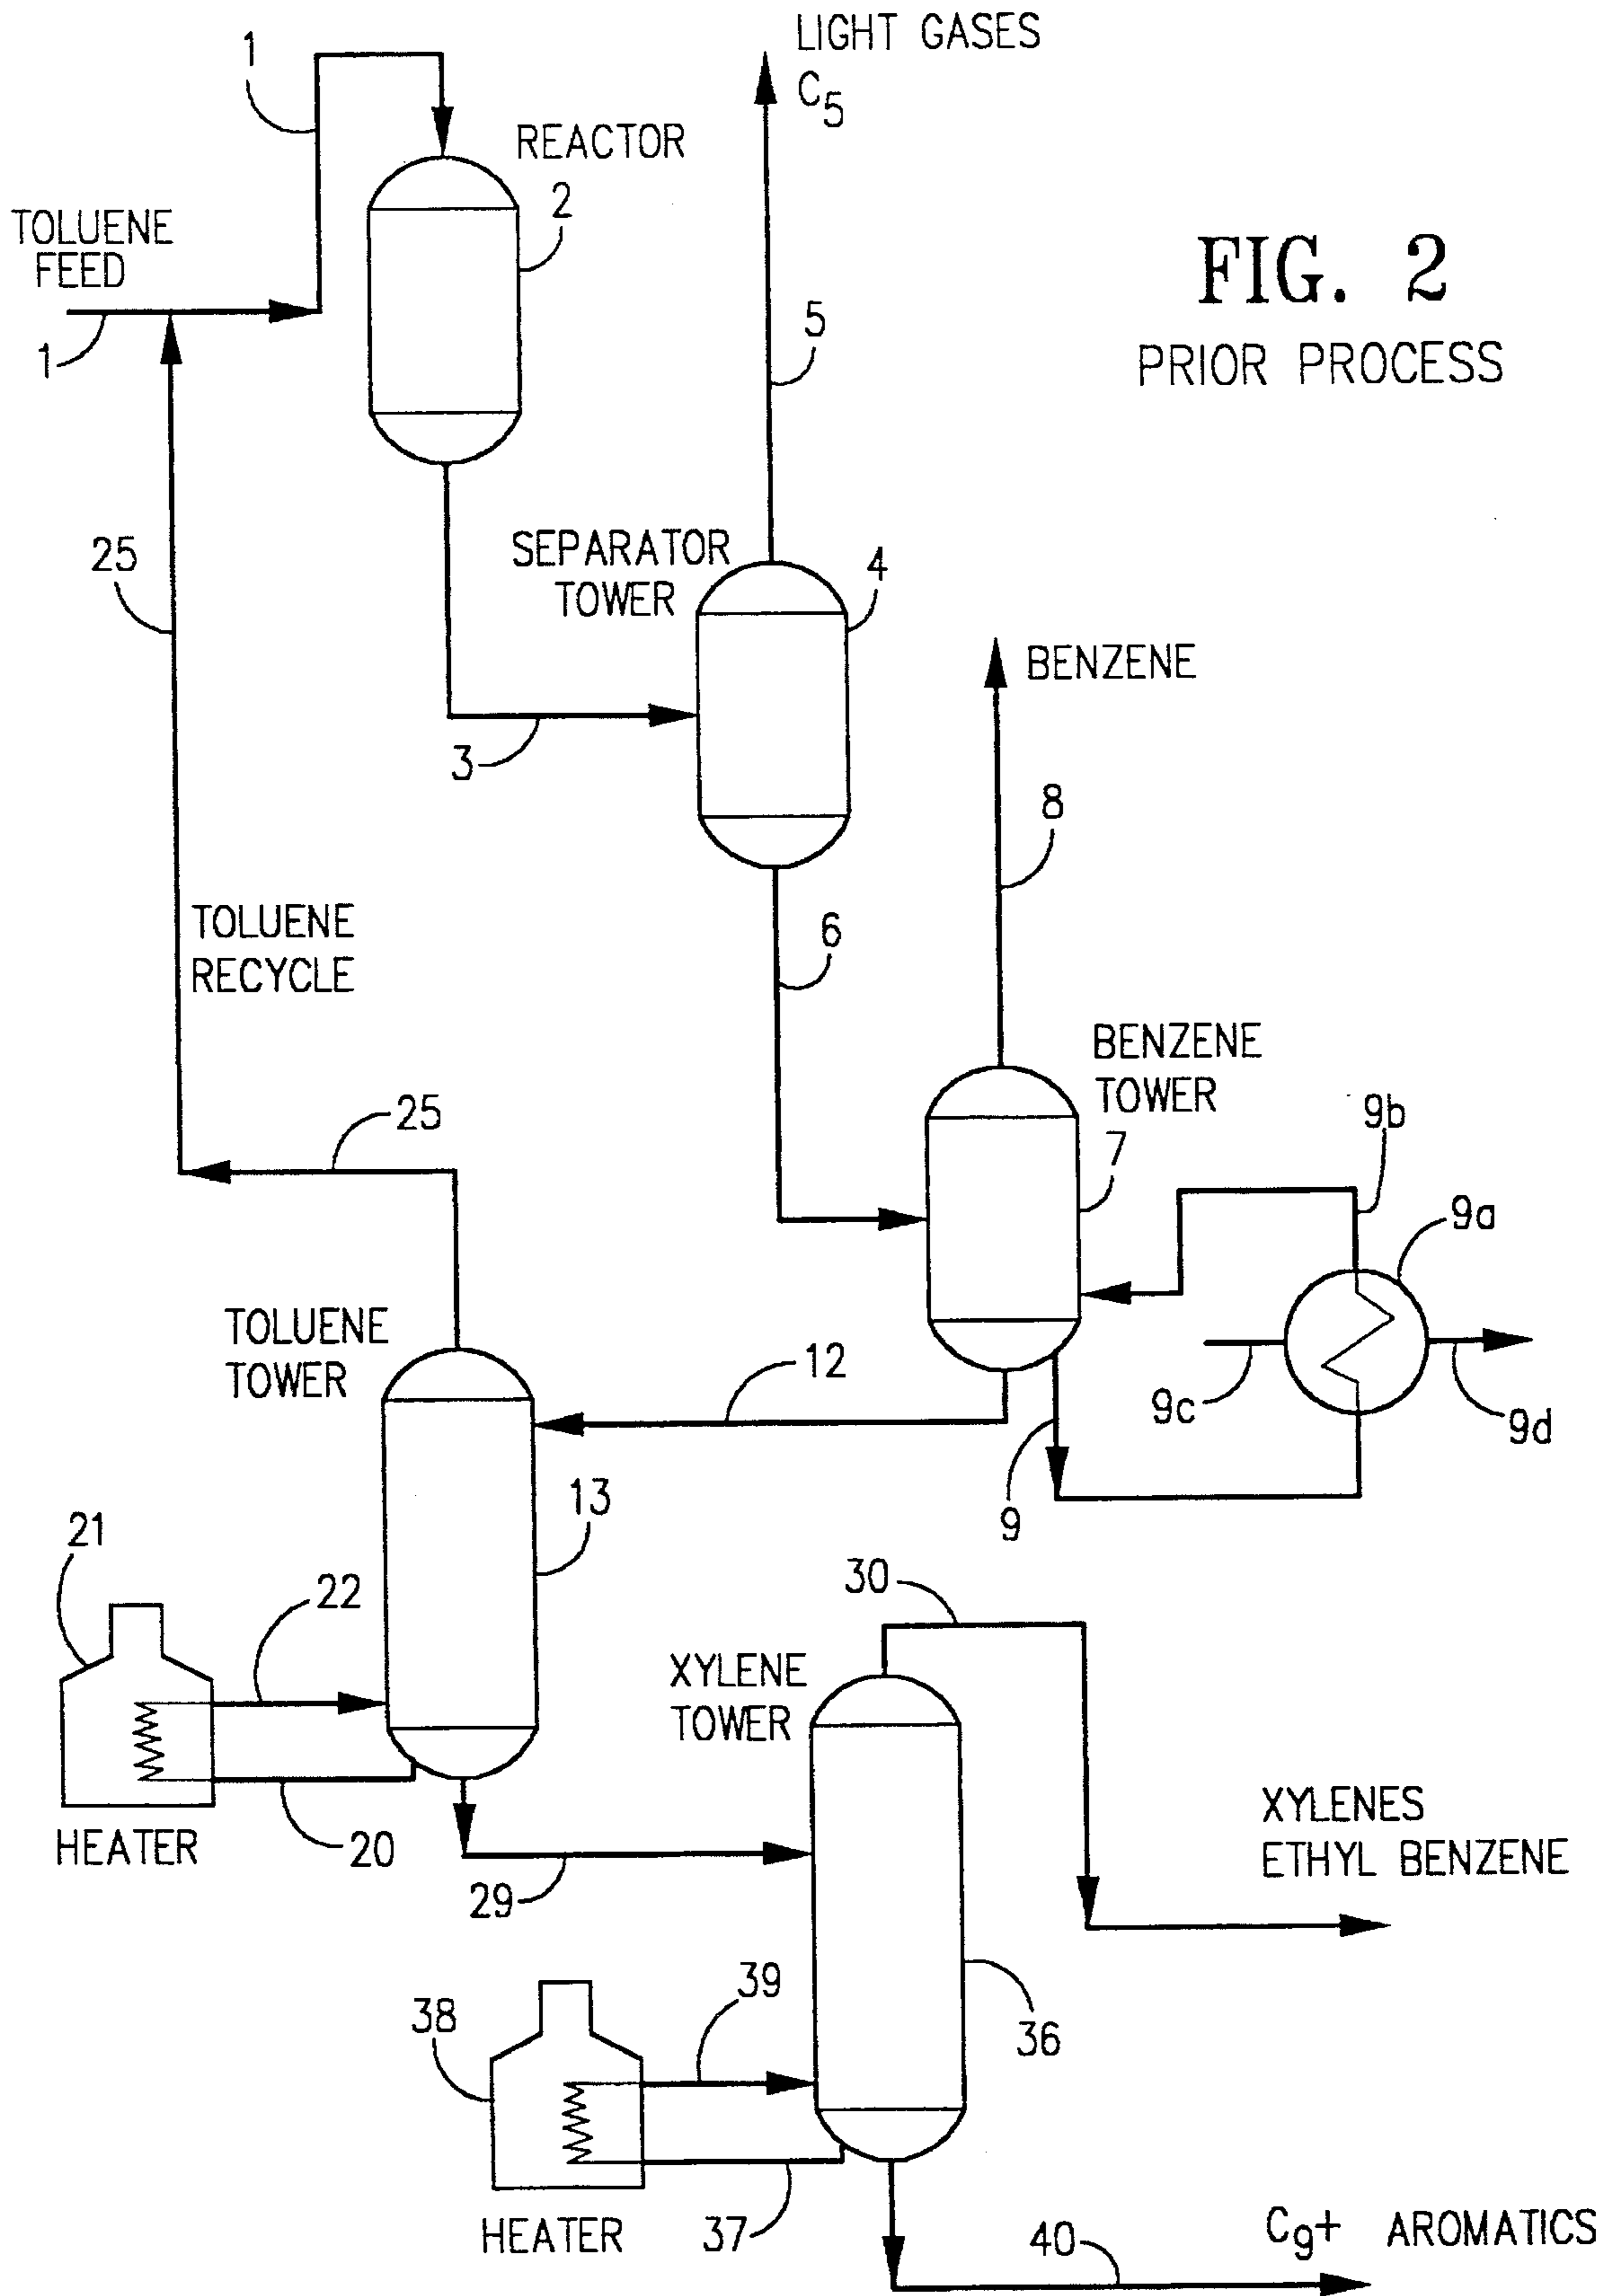 LIGHT GASES
C5
1
REACTOR
2
TOLUENE
FEED
1
FIG. 2
PRIOR PROCESS
5
25
SEPARATOR
TOWER
4
BENZENE
3
8
6
TOLUENE
RECYCLE
BENZENE
TOWER
7
25
9b
9a
TOLUENE
TOWER
12
9c
9d
13
9
21
22
30
XYLENE
TOWER
HEATER
20
29
XYLENES
ETHYL BENZENE
38
39
36
HEATER
37
40
C9+ AROMATICS